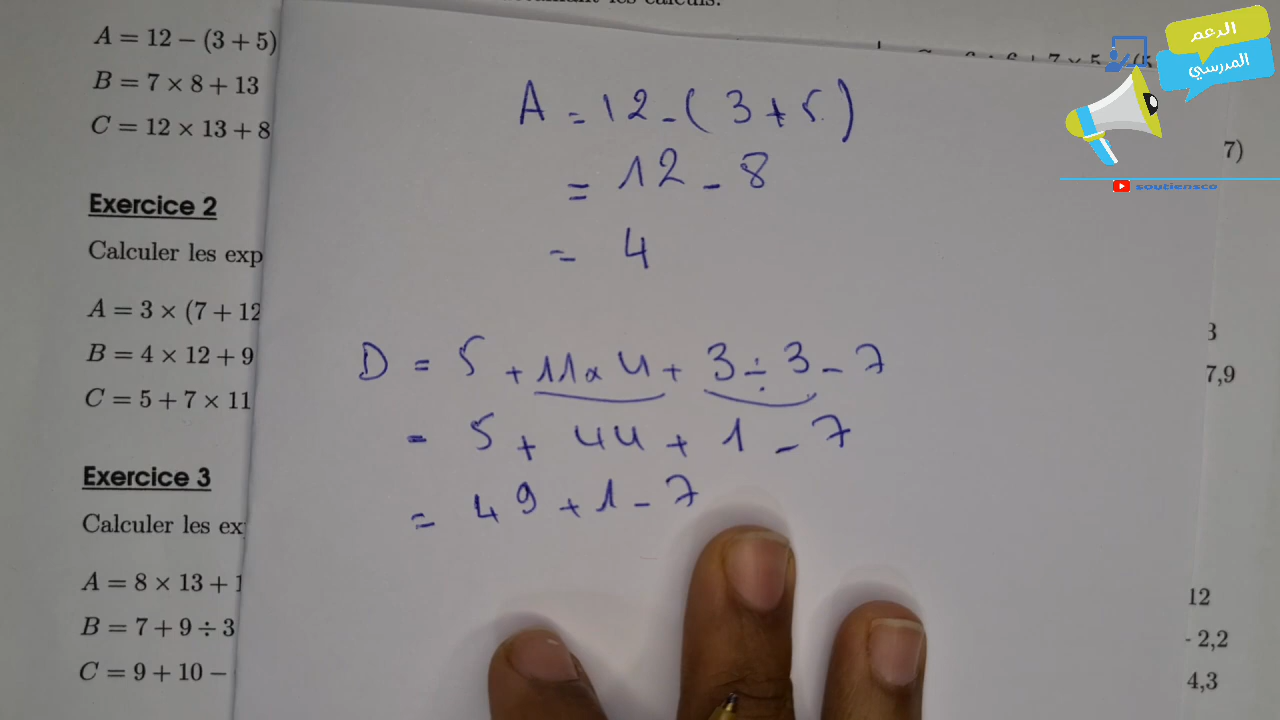 A = 12 − (3 + 5)
B = 7 × 8 + 13
C = 12 × 13 + 8
Exercice 2
Calculer les exp
A = 3 × (7 + 12
B = 4 × 12 + 9
C = 5 + 7 × 11
Exercice 3
Calculer les ex
A = 8 × 13 + 1
B = 7 + 9 ÷ 3
C = 9 + 10 −
A = 12 - ( 3 + 5 )
= 12 - 8
= 4
D = 5 + 11 × 4 + 3 ÷ 3 - 7
= 5 + 44 + 1 - 7
= 49 + 1 - 7
الدعم
المدرسي
soutiensco
7)
3
7,9
12
- 2,2
4,3